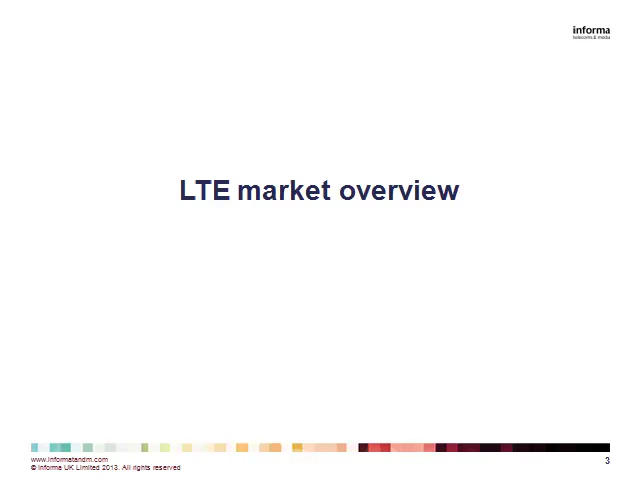 informa
telecoms & media
LTE market overview
www.informatandm.com
© Informa UK Limited 2013. All rights reserved
3